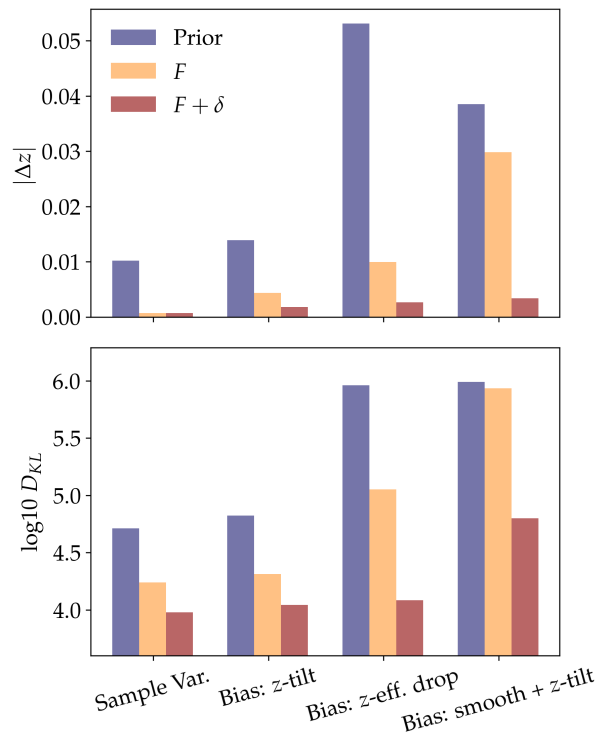 0.05
0.04
0.03
0.02
0.01
0.00
|Δz|
Prior
F
F + δ
6.0
5.5
5.0
4.5
4.0
log10 D_KL
Sample Var.
Bias: z-tilt
Bias: z-eff. drop
Bias: smooth + z-tilt